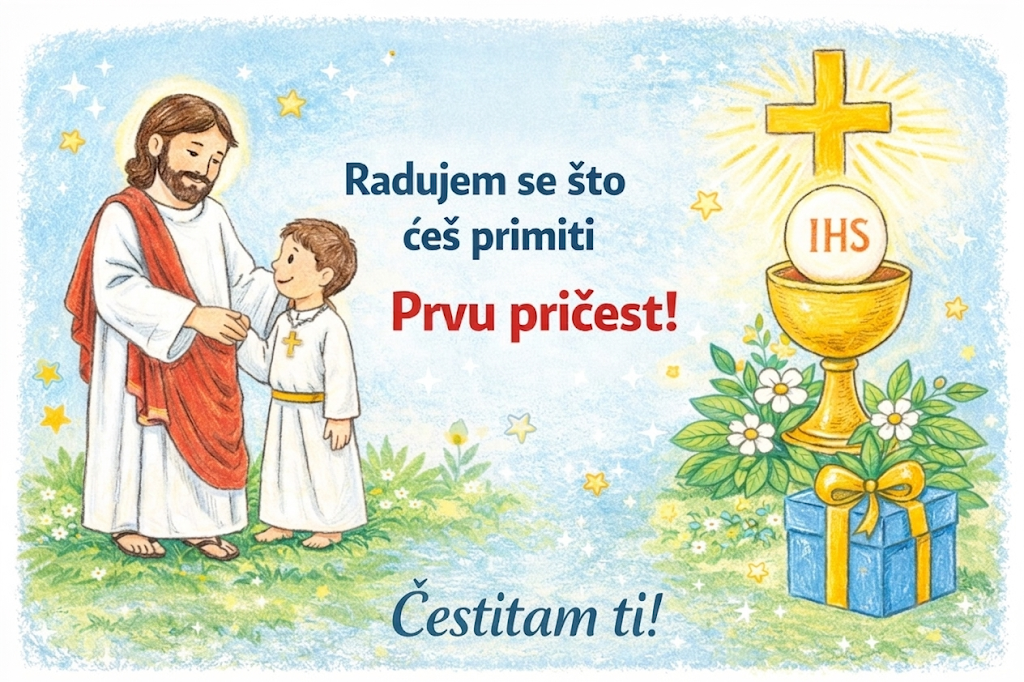 Radujem se što
ćeš primiti
Prvu pričest!
IHS
Čestitam ti!